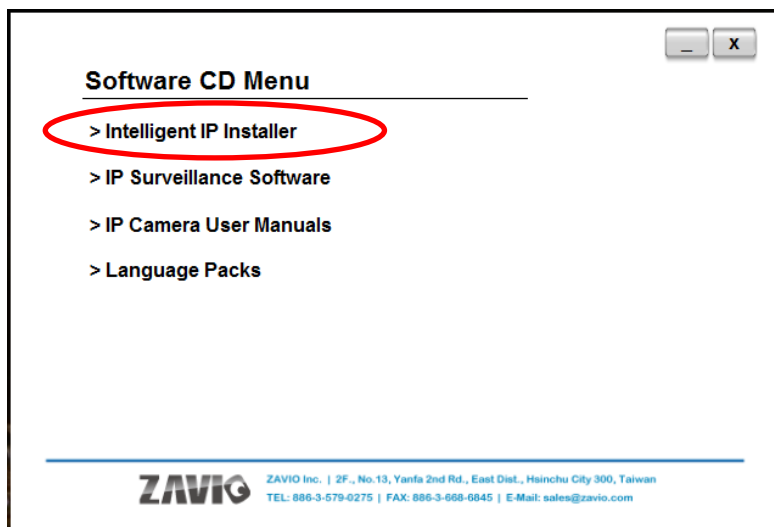 _ X
Software CD Menu
> Intelligent IP Installer
> IP Surveillance Software
> IP Camera User Manuals
> Language Packs
ZAVIO
ZAVIO Inc. | 2F., No.13, Yanfa 2nd Rd., East Dist., Hsinchu City 300, Taiwan
TEL: 886-3-579-0275 | FAX: 886-3-668-6845 | E-Mail: sales@zavio.com